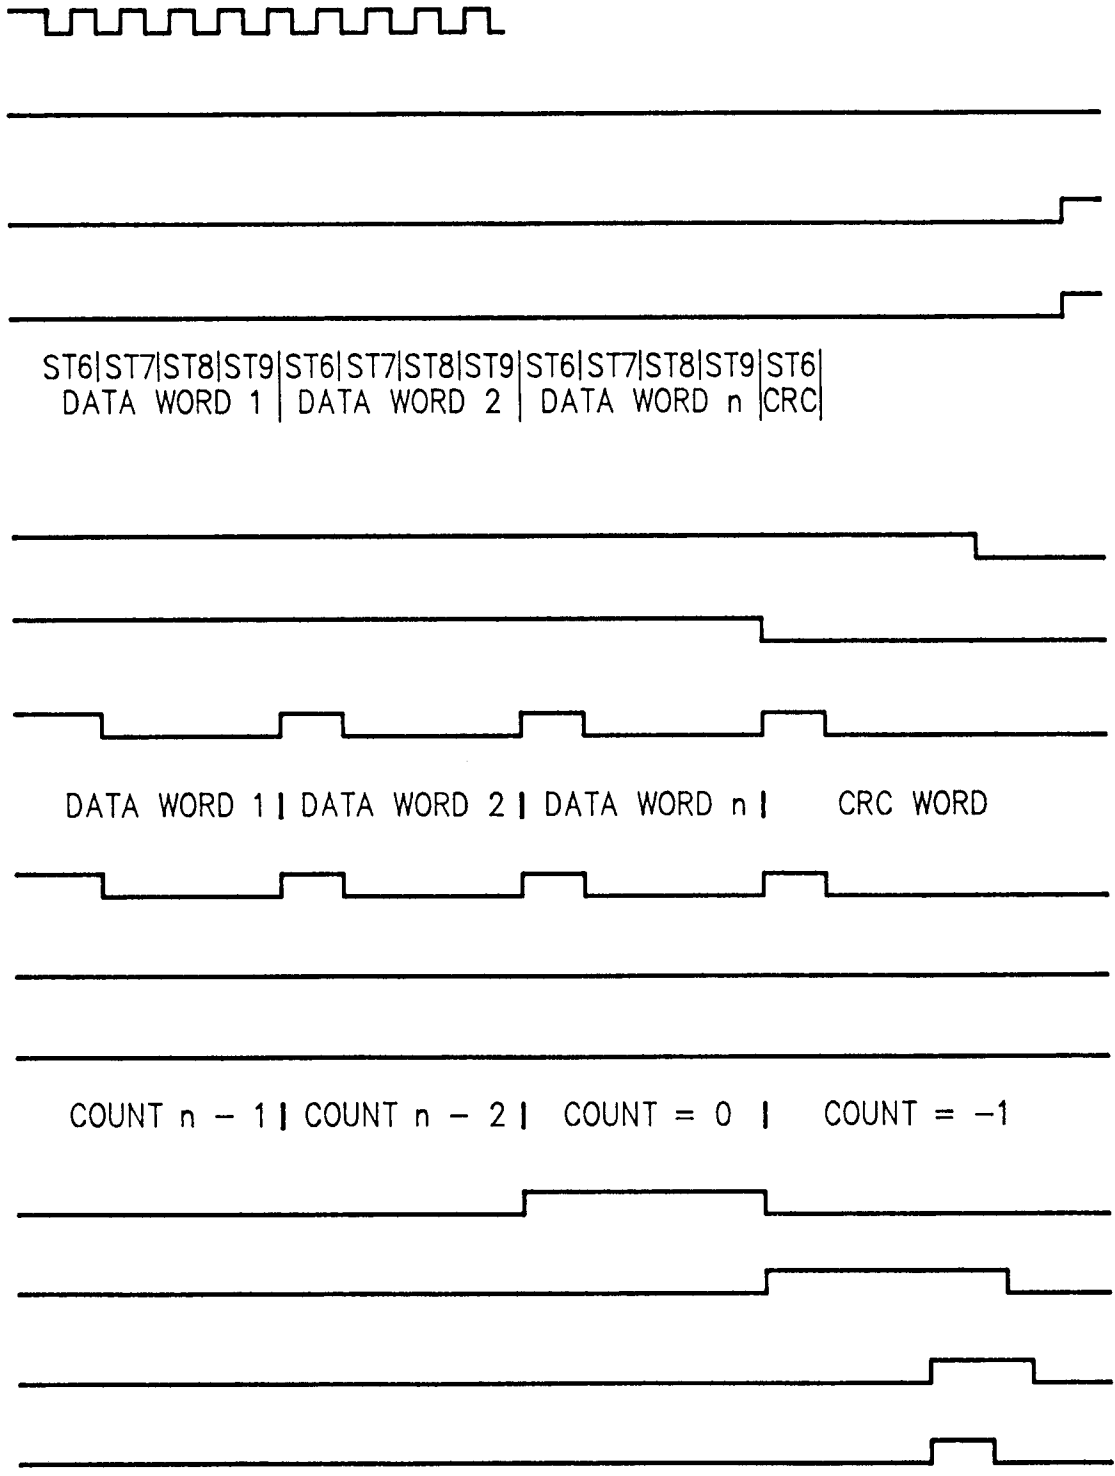 ST6|ST7|ST8|ST9|ST6|ST7|ST8|ST9|ST6|ST7|ST8|ST9|ST6|
DATA WORD 1| DATA WORD 2| DATA WORD n|CRC|
DATA WORD 1| DATA WORD 2| DATA WORD n| CRC WORD
COUNT n - 1| COUNT n - 2| COUNT = 0 | COUNT = -1